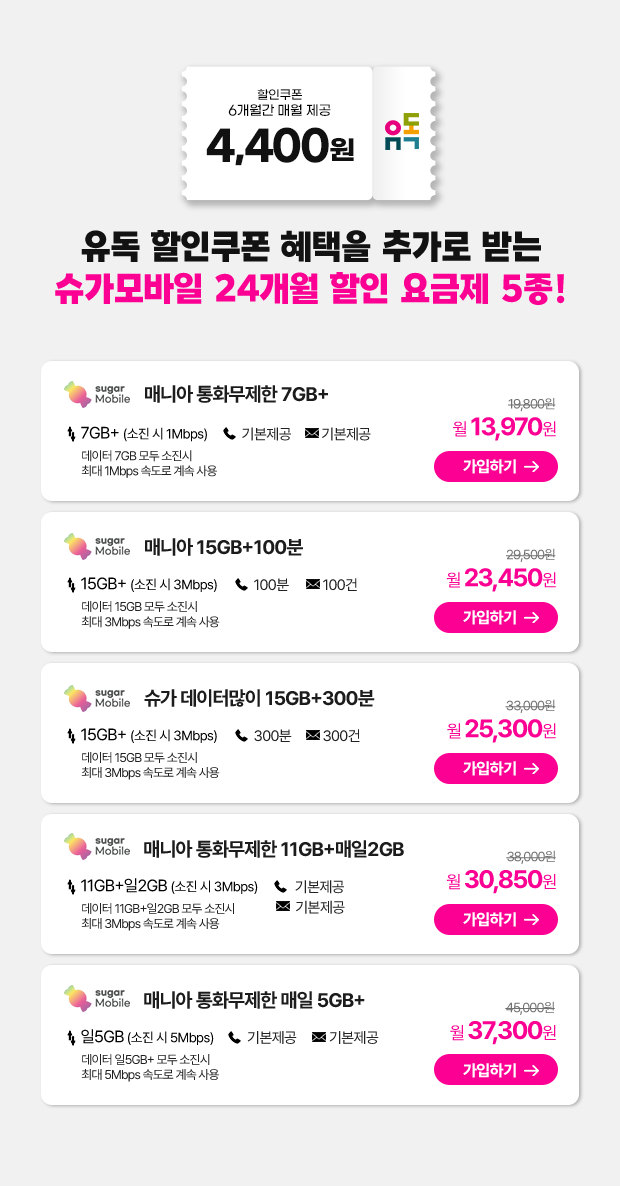 할인쿠폰
6개월간 매월 제공
4,400원
유독
유독 할인쿠폰 혜택을 추가로 받는
슈가모바일 24개월 할인 요금제 5종!
sugar
Mobile
매니아 통화무제한 7GB+
19,800원
7GB+ (소진 시 1Mbps) 기본제공 기본제공
월 13,970원
데이터 7GB 모두 소진시
최대 1Mbps 속도로 계속 사용
가입하기 →
sugar
Mobile
매니아 15GB+100분
29,500원
15GB+ (소진 시 3Mbps) 100분 100건
월 23,450원
데이터 15GB 모두 소진시
최대 3Mbps 속도로 계속 사용
가입하기 →
sugar
Mobile
슈가 데이터많이 15GB+300분
33,000원
15GB+ (소진 시 3Mbps) 300분 300건
월 25,300원
데이터 15GB 모두 소진시
최대 3Mbps 속도로 계속 사용
가입하기 →
sugar
Mobile
매니아 통화무제한 11GB+매일2GB
38,000원
11GB+일2GB (소진 시 3Mbps) 기본제공
월 30,850원
기본제공
데이터 11GB+일2GB 모두 소진시
최대 3Mbps 속도로 계속 사용
가입하기 →
sugar
Mobile
매니아 통화무제한 매일 5GB+
45,000원
일5GB (소진 시 5Mbps) 기본제공 기본제공
월 37,300원
데이터 일5GB+ 모두 소진시
최대 5Mbps 속도로 계속 사용
가입하기 →